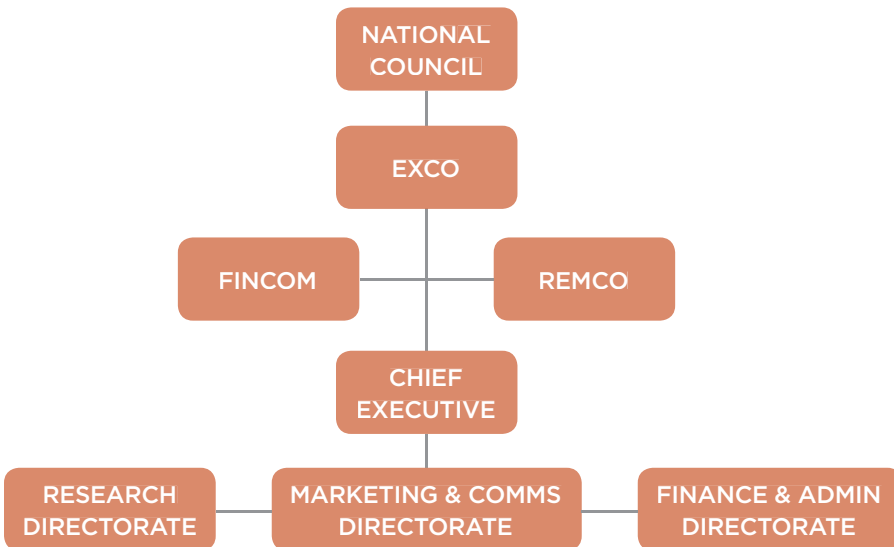 NATIONAL
COUNCIL
EXCO
FINCOM
REMCO
CHIEF
EXECUTIVE
RESEARCH
DIRECTORATE
MARKETING & COMMS
DIRECTORATE
FINANCE & ADMIN
DIRECTORATE